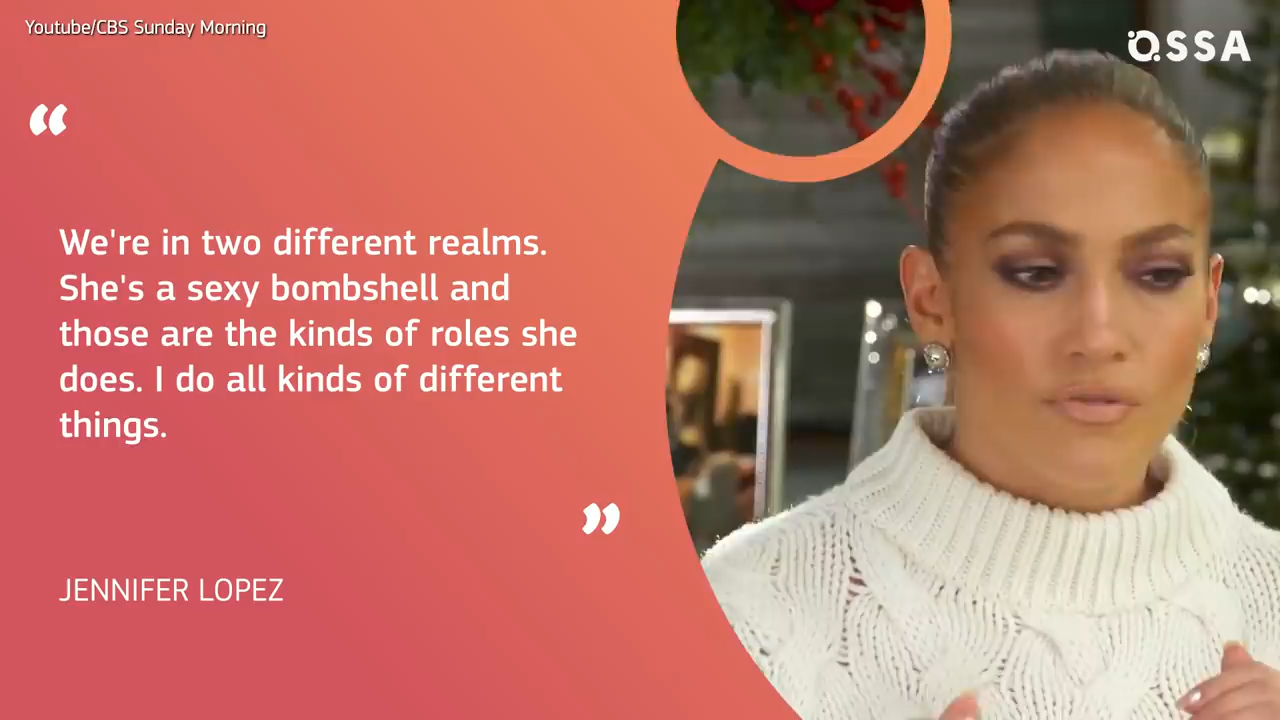 Youtube/CBS Sunday Morning
OSSA
“
We're in two different realms.
She's a sexy bombshell and
those are the kinds of roles she
does. I do all kinds of different
things.
”
JENNIFER LOPEZ